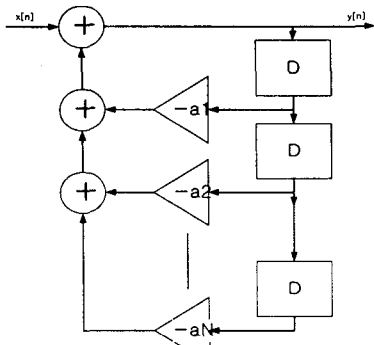 x[n] + y[n]
D
+ -a1
D
+ -a2
D
-aN